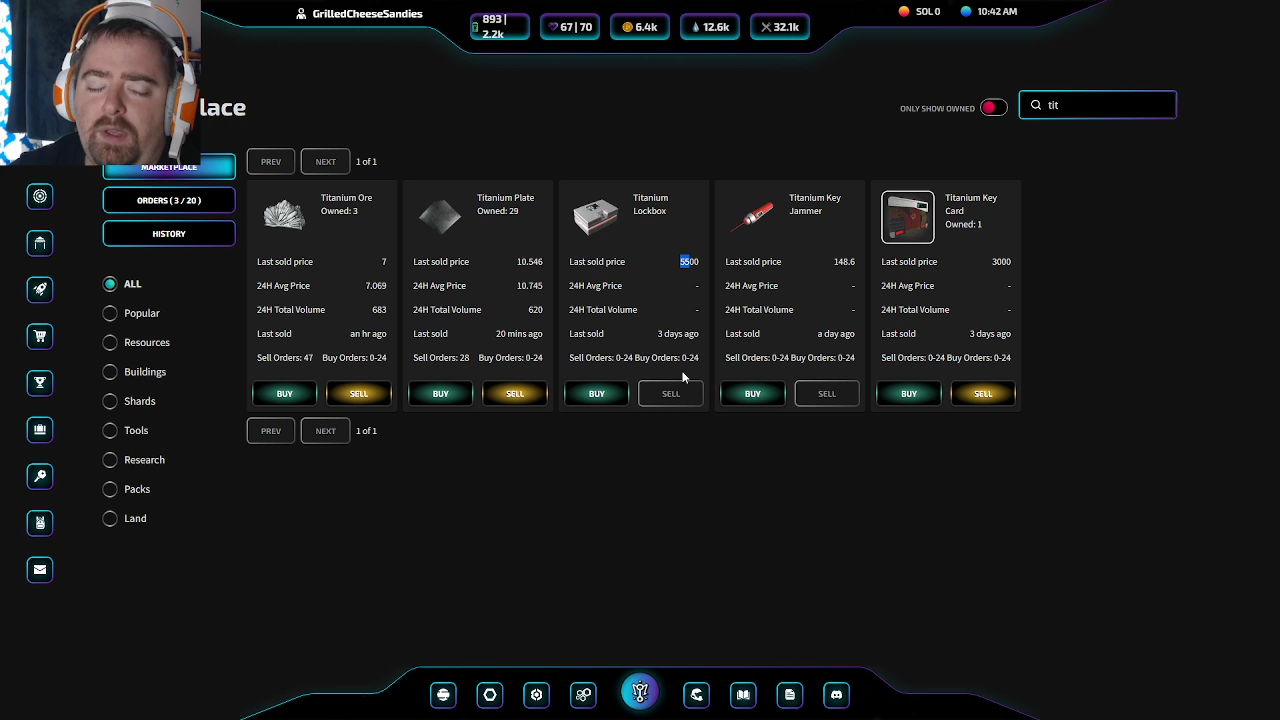 GrilledCheeseSandies
893 |
2.2k
67 | 70
6.4k
12.6k
32.1k
SOL 0
10:42 AM
lace
ONLY SHOW OWNED
tit
MARKETPLACE
ORDERS ( 3 / 20 )
HISTORY
ALL
Popular
Resources
Buildings
Shards
Tools
Research
Packs
Land
PREV
NEXT
1 of 1
Titanium Ore
Owned: 3
Last sold price 7
24H Avg Price 7.069
24H Total Volume 683
Last sold an hr ago
Sell Orders: 47 Buy Orders: 0-24
BUY
SELL
Titanium Plate
Owned: 29
Last sold price 10.546
24H Avg Price 10.745
24H Total Volume 620
Last sold 20 mins ago
Sell Orders: 28 Buy Orders: 0-24
BUY
SELL
Titanium
Lockbox
Last sold price 5500
24H Avg Price -
24H Total Volume -
Last sold 3 days ago
Sell Orders: 0-24 Buy Orders: 0-24
BUY
SELL
Titanium Key
Jammer
Last sold price 148.6
24H Avg Price -
24H Total Volume -
Last sold a day ago
Sell Orders: 0-24 Buy Orders: 0-24
BUY
SELL
Titanium Key
Card
Owned: 1
Last sold price 3000
24H Avg Price -
24H Total Volume -
Last sold 3 days ago
Sell Orders: 0-24 Buy Orders: 0-24
BUY
SELL
PREV
NEXT
1 of 1